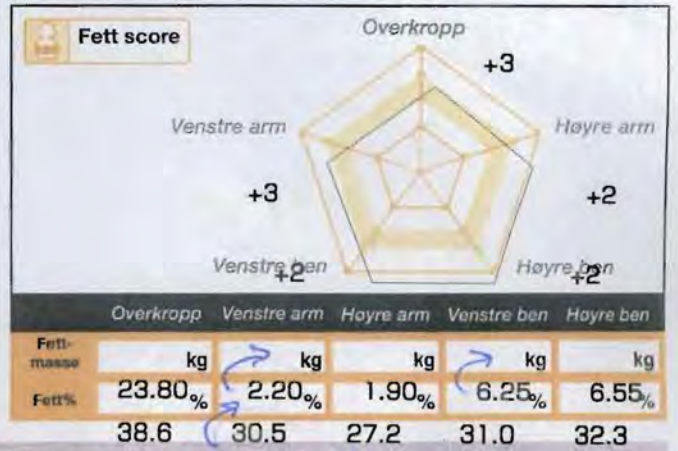 Fett score
Overkropp
+3
Venstre arm
Høyre arm
+3
+2
Venstre ben
+2
Høyre ben
+2
Overkropp Venstre arm Høyre arm Venstre ben Høyre ben
Fett-
masse
kg kg kg kg kg
Fett% 23.80% 2.20% 1.90% 6.25% 6.55%
38.6 30.5 27.2 31.0 32.3